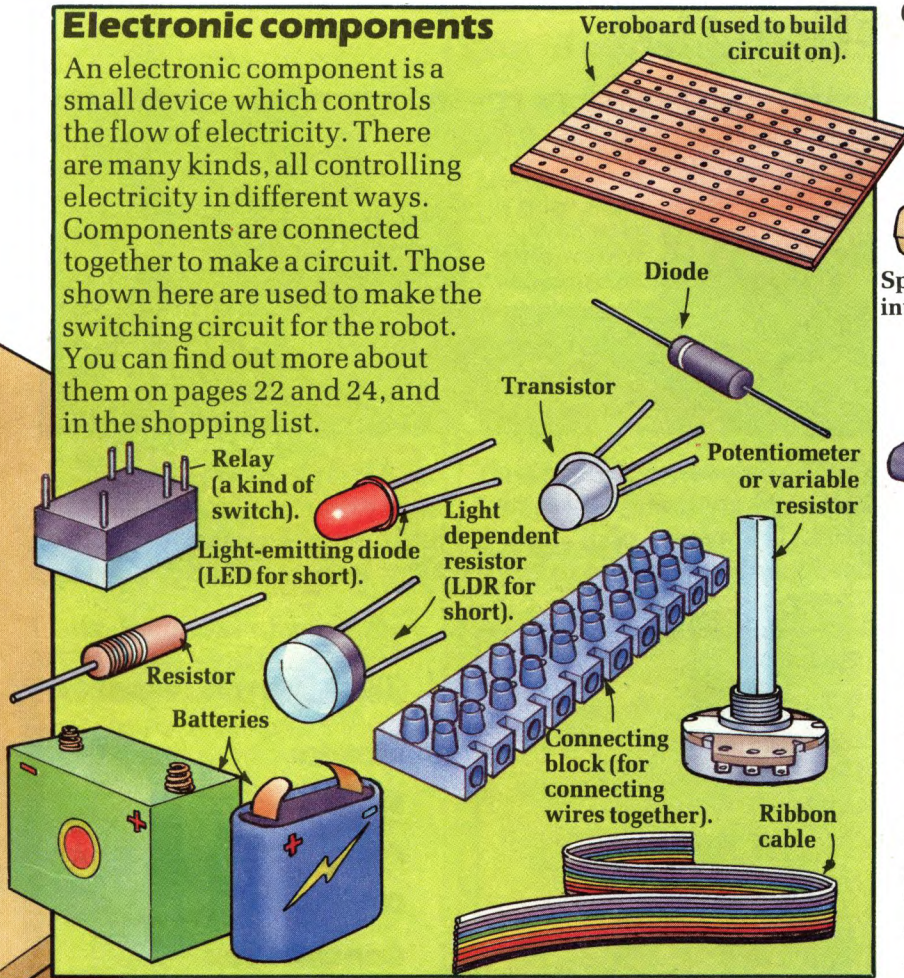 Electronic components
An electronic component is a
small device which controls
the flow of electricity. There
are many kinds, all controlling
electricity in different ways.
Components are connected
together to make a circuit. Those
shown here are used to make the
switching circuit for the robot.
You can find out more about
them on pages 22 and 24, and
in the shopping list.
Veroboard (used to build
circuit on).
Diode
Transistor
Potentiometer
or variable
resistor
Relay
(a kind of
switch).
Light-emitting diode
(LED for short).
Light
dependent
resistor
(LDR for
short).
Resistor
Batteries
- +
+ -
Connecting
block (for
connecting
wires together).
Ribbon
cable